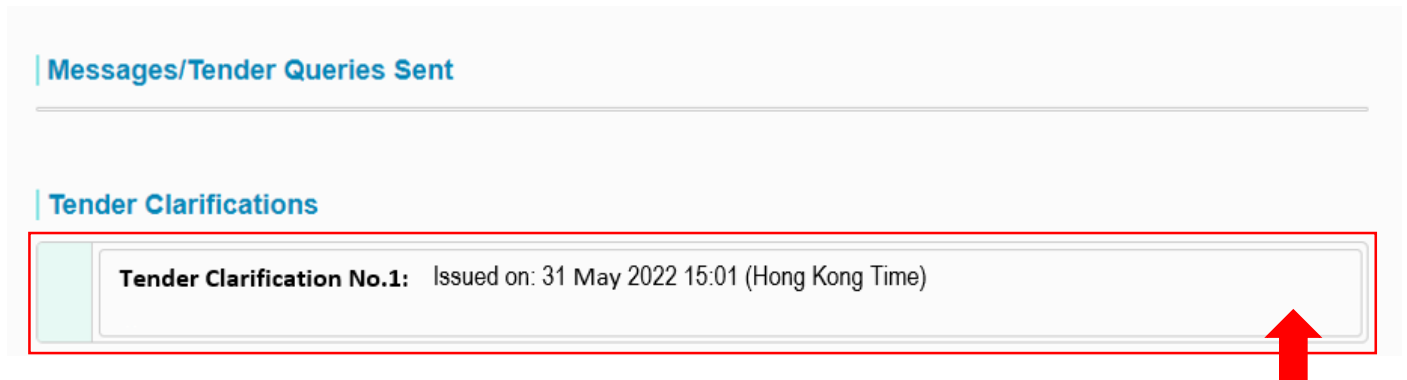 Messages/Tender Queries Sent
Tender Clarifications
Tender Clarification No.1: Issued on: 31 May 2022 15:01 (Hong Kong Time)